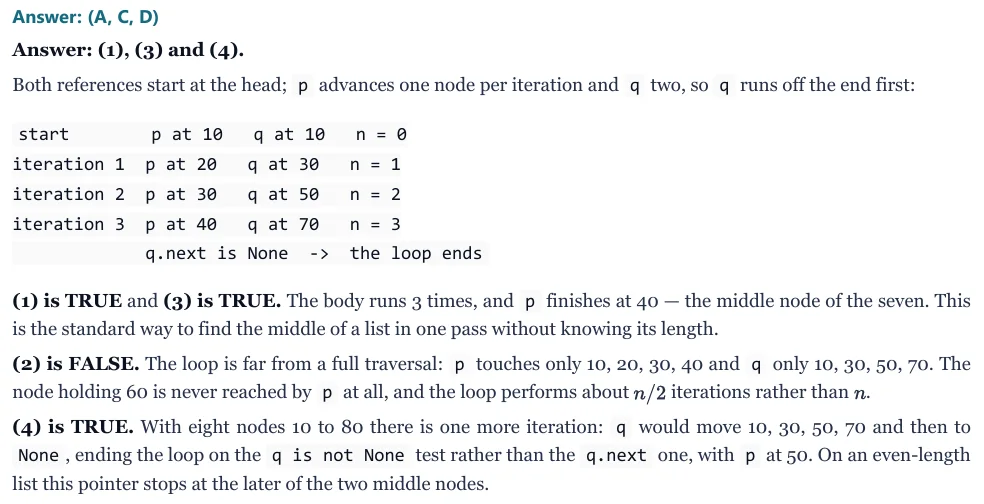 Answer: (A, C, D)
Answer: (1), (3) and (4).
Both references start at the head; p advances one node per iteration and q two, so q runs off the end first:
start p at 10 q at 10 n = 0
iteration 1 p at 20 q at 30 n = 1
iteration 2 p at 30 q at 50 n = 2
iteration 3 p at 40 q at 70 n = 3
q.next is None -> the loop ends
(1) is TRUE and (3) is TRUE. The body runs 3 times, and p finishes at 40 — the middle node of the seven. This
is the standard way to find the middle of a list in one pass without knowing its length.
(2) is FALSE. The loop is far from a full traversal: p touches only 10, 20, 30, 40 and q only 10, 30, 50, 70. The
node holding 60 is never reached by p at all, and the loop performs about n/2 iterations rather than n.
(4) is TRUE. With eight nodes 10 to 80 there is one more iteration: q would move 10, 30, 50, 70 and then to
None , ending the loop on the q is not None test rather than the q.next one, with p at 50. On an even-length
list this pointer stops at the later of the two middle nodes.